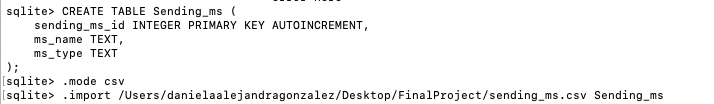 sqlite> CREATE TABLE Sending_ms (
    sending_ms_id INTEGER PRIMARY KEY AUTOINCREMENT,
    ms_name TEXT,
    ms_type TEXT
);
[sqlite> .mode csv
[sqlite> .import /Users/danielaalejandragonzalez/Desktop/FinalProject/sending_ms.csv Sending_ms